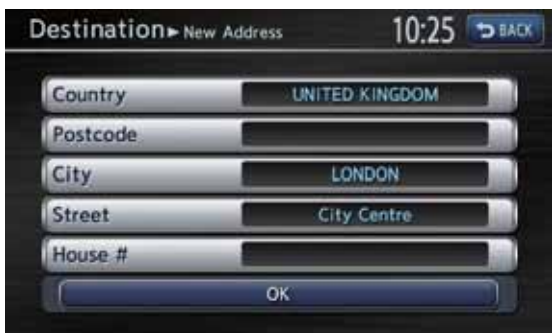 Destination ► New Address 10:25 BACK
Country UNITED KINGDOM
Postcode
City LONDON
Street City Centre
House #
OK